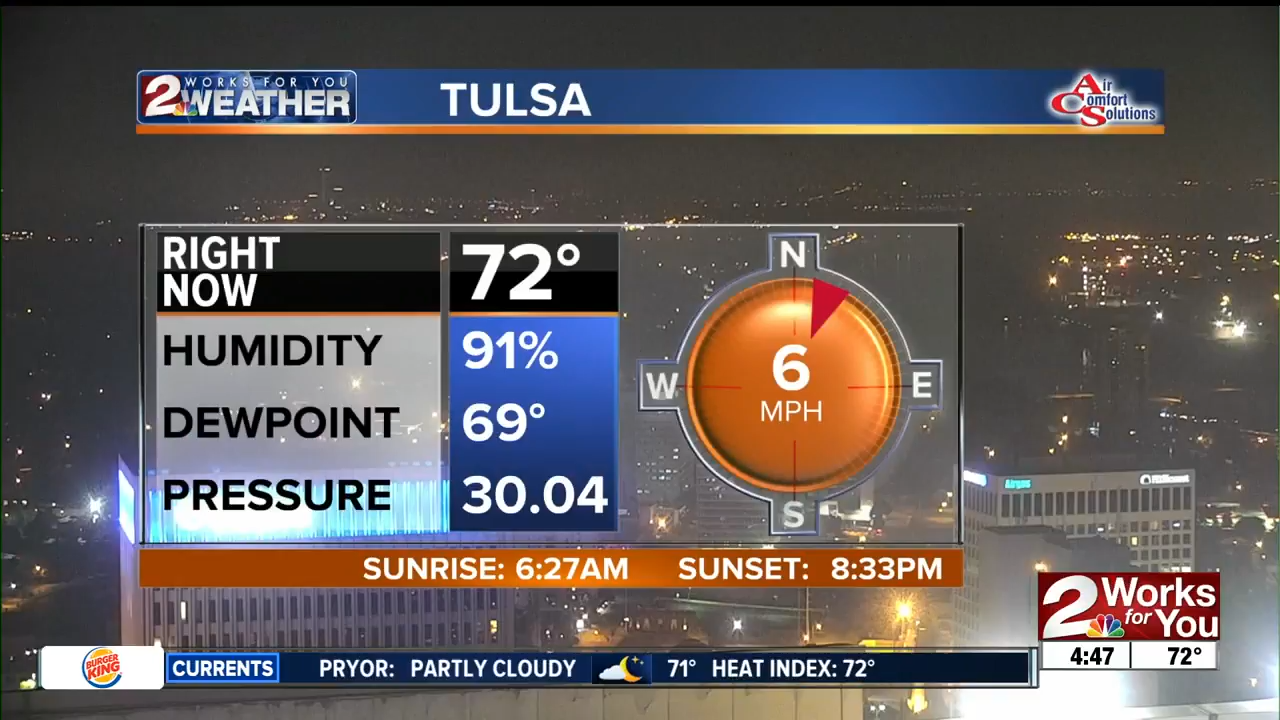 2 WORKS FOR YOU
WEATHER
TULSA
Air
Comfort
Solutions
RIGHT
NOW
72°
HUMIDITY
91%
DEWPOINT
69°
PRESSURE
30.04
N
W
6
E
MPH
S
SUNRISE: 6:27AM SUNSET: 8:33PM
2 Works
for You
4:47 72°
BURGER
KING
CURRENTS
PRYOR: PARTLY CLOUDY 71° HEAT INDEX: 72°